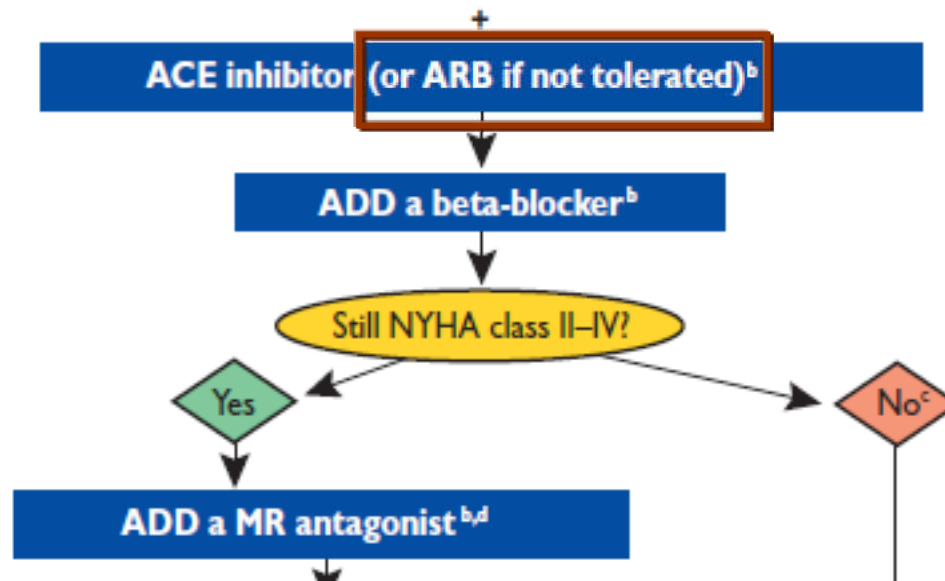 +
ACE inhibitor (or ARB if not tolerated)ᵇ
ADD a beta-blockerᵇ
Still NYHA class II–IV?
Yes
Noᶜ
ADD a MR antagonistᵇ,ᵈ